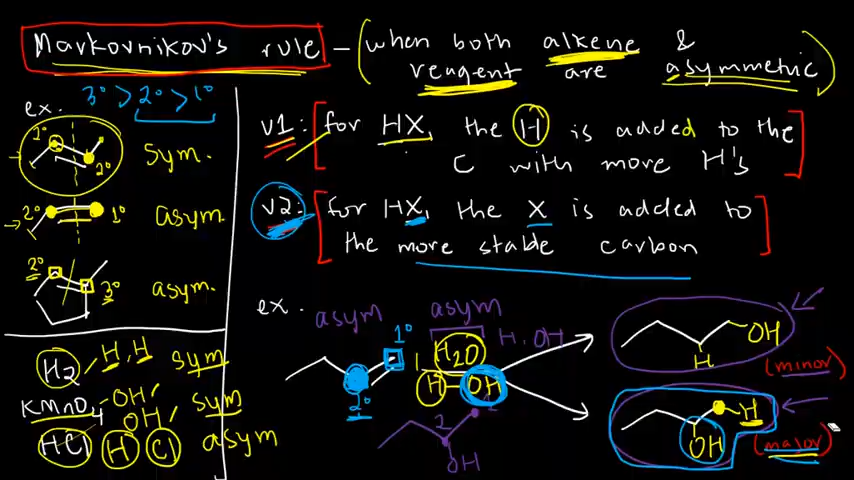 Markovnikov's rule – (when both alkene &
reagent are asymmetric)
ex. 3° > 2° > 1°
2° 2° sym.
2° 1° asym.
2° 3° asym.
H2 H, H sym
KMnO4 OH OH sym
HCl H Cl asym
v1: for HX, the H is added to the
C with more H's
v2: for HX, the X is added to
the more stable carbon
ex. asym asym
1° H2O H, OH
H – OH
2°
2 1
OH
OH
H
(minor)
H
OH
(major)